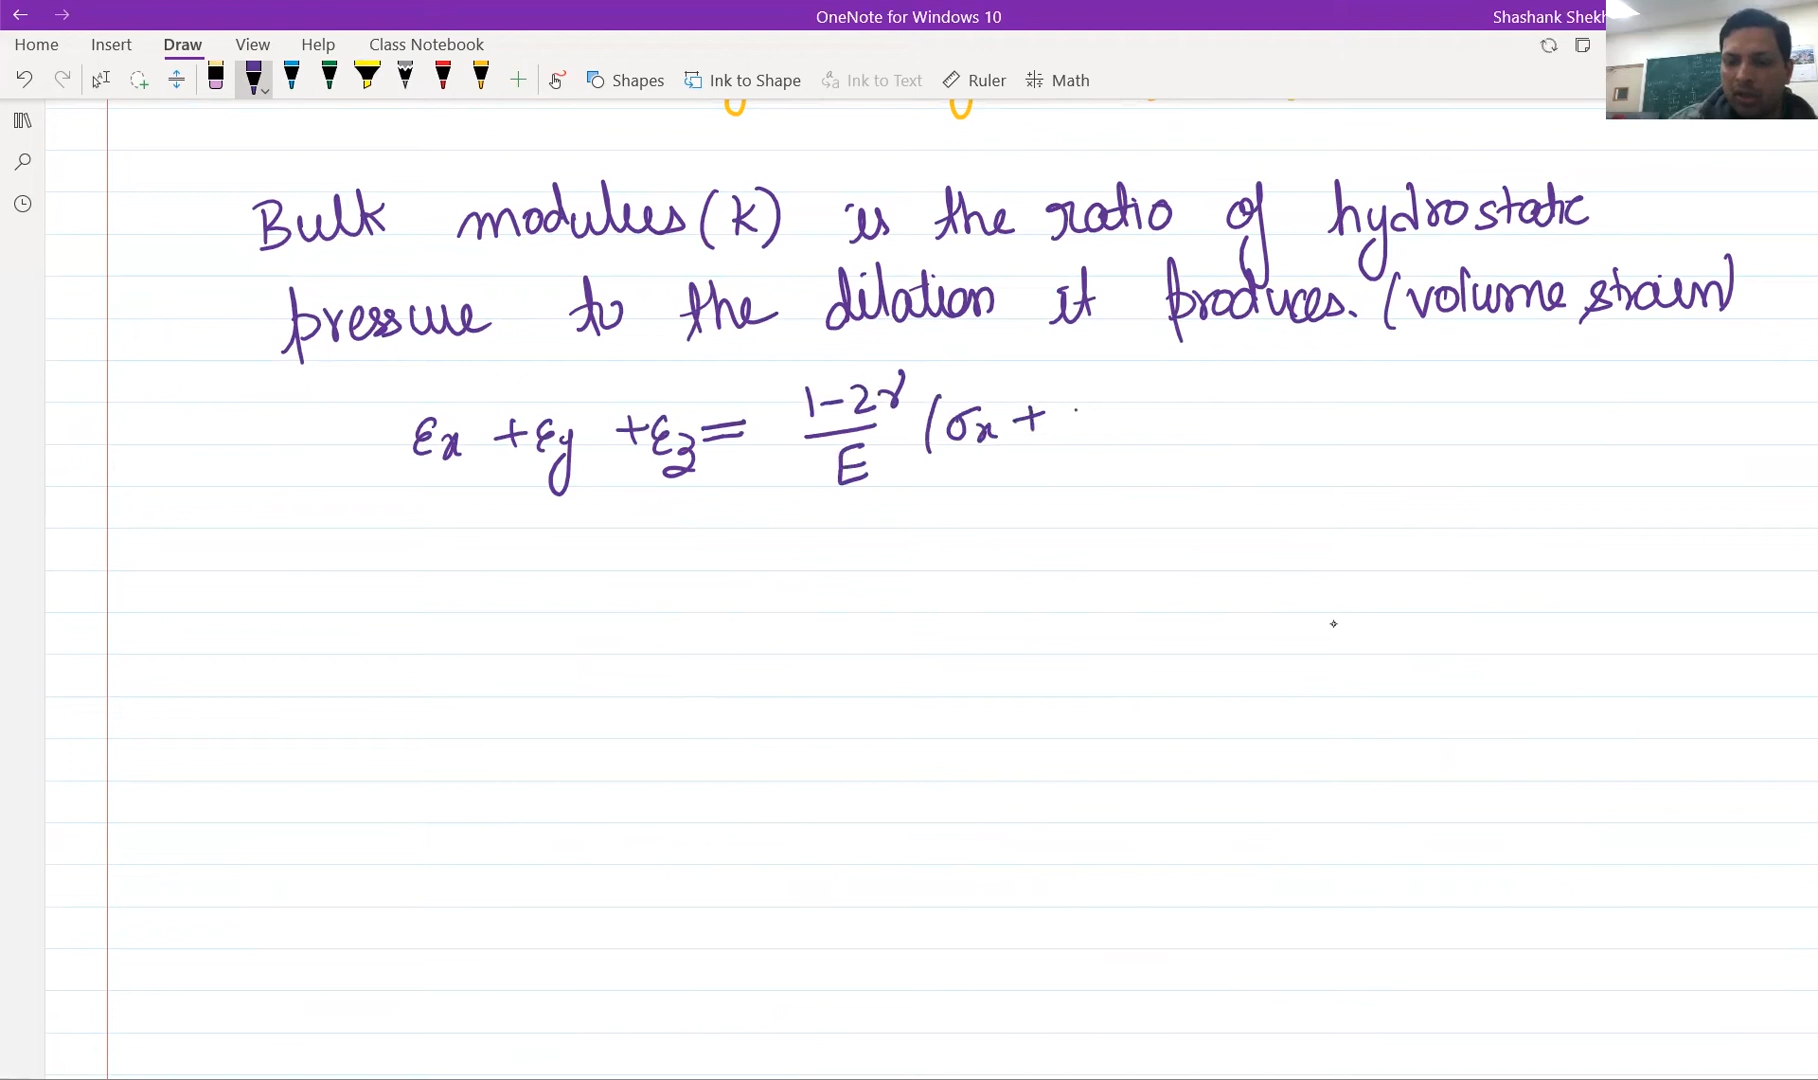 OneNote for Windows 10
Shashank Shekh
Home Insert Draw View Help Class Notebook
Shapes Ink to Shape Ink to Text Ruler Math
Bulk modulus (K) is the ratio of hydrostatic
pressure to the dilation it produces. (volume strain)
εx + εy + εz = 1-2ν/E (σx +